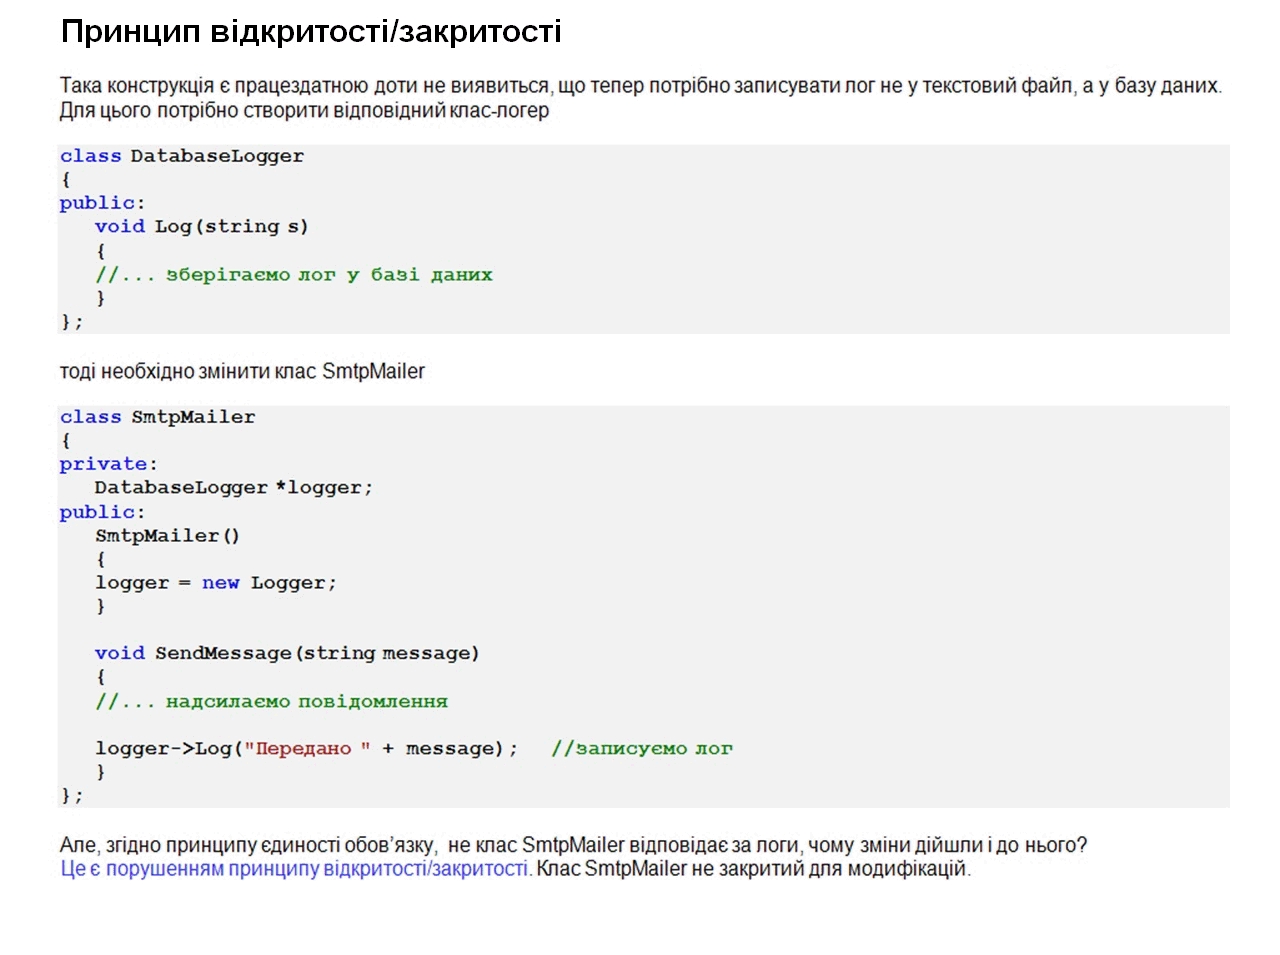 Принцип відкритості/закритості
Така конструкція є працездатною доти не виявиться, що тепер потрібно записувати лог не у текстовий файл, а у базу даних.
Для цього потрібно створити відповідний клас-логер
class DatabaseLogger
{
public:
void Log(string s)
{
//... зберігаємо лог у базі даних
}
};
тоді необхідно змінити клас SmtpMailer
class SmtpMailer
{
private:
DatabaseLogger *logger;
public:
SmtpMailer()
{
logger = new Logger;
}
void SendMessage(string message)
{
//... надсилаємо повідомлення
logger->Log("Передано " + message); //записуємо лог
}
};
Але, згідно принципу єдиності обов’язку, не клас SmtpMailer відповідає за логи, чому зміни дійшли і до нього?
Це є порушенням принципу відкритості/закритості. Клас SmtpMailer не закритий для модифікацій.